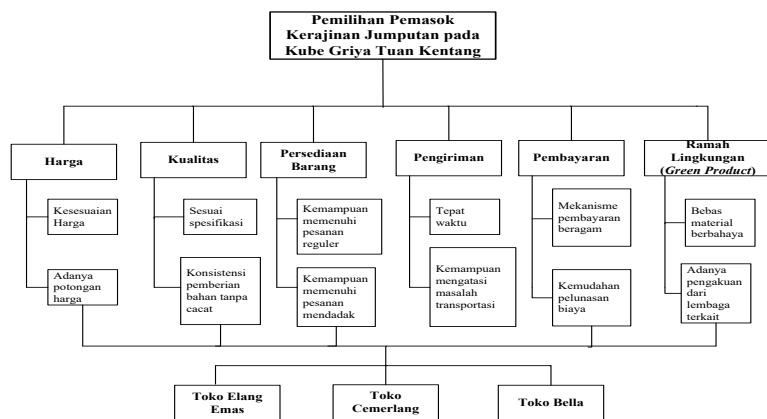 Pemilihan Pemasok
Kerajinan Jumputan pada
Kube Griya Tuan Kentang
Harga
Kualitas
Persediaan
Barang
Pengiriman
Pembayaran
Ramah
Lingkungan
(Green Product)
Kesesuaian
Harga
Sesuai
spesifikasi
Kemampuan
memenuhi
pesanan
reguler
Tepat
waktu
Mekanisme
pembayaran
beragam
Bebas
material
berbahaya
Adanya
potongan
harga
Konsistensi
pemberian
bahan tanpa
cacat
Kemampuan
memenuhi
pesanan
mendadak
Kemampuan
mengatasi
masalah
transportasi
Kemudahan
pelunasan
biaya
Adanya
pengakuan
dari
lembaga
terkait
Toko Elang
Emas
Toko
Cemerlang
Toko Bella